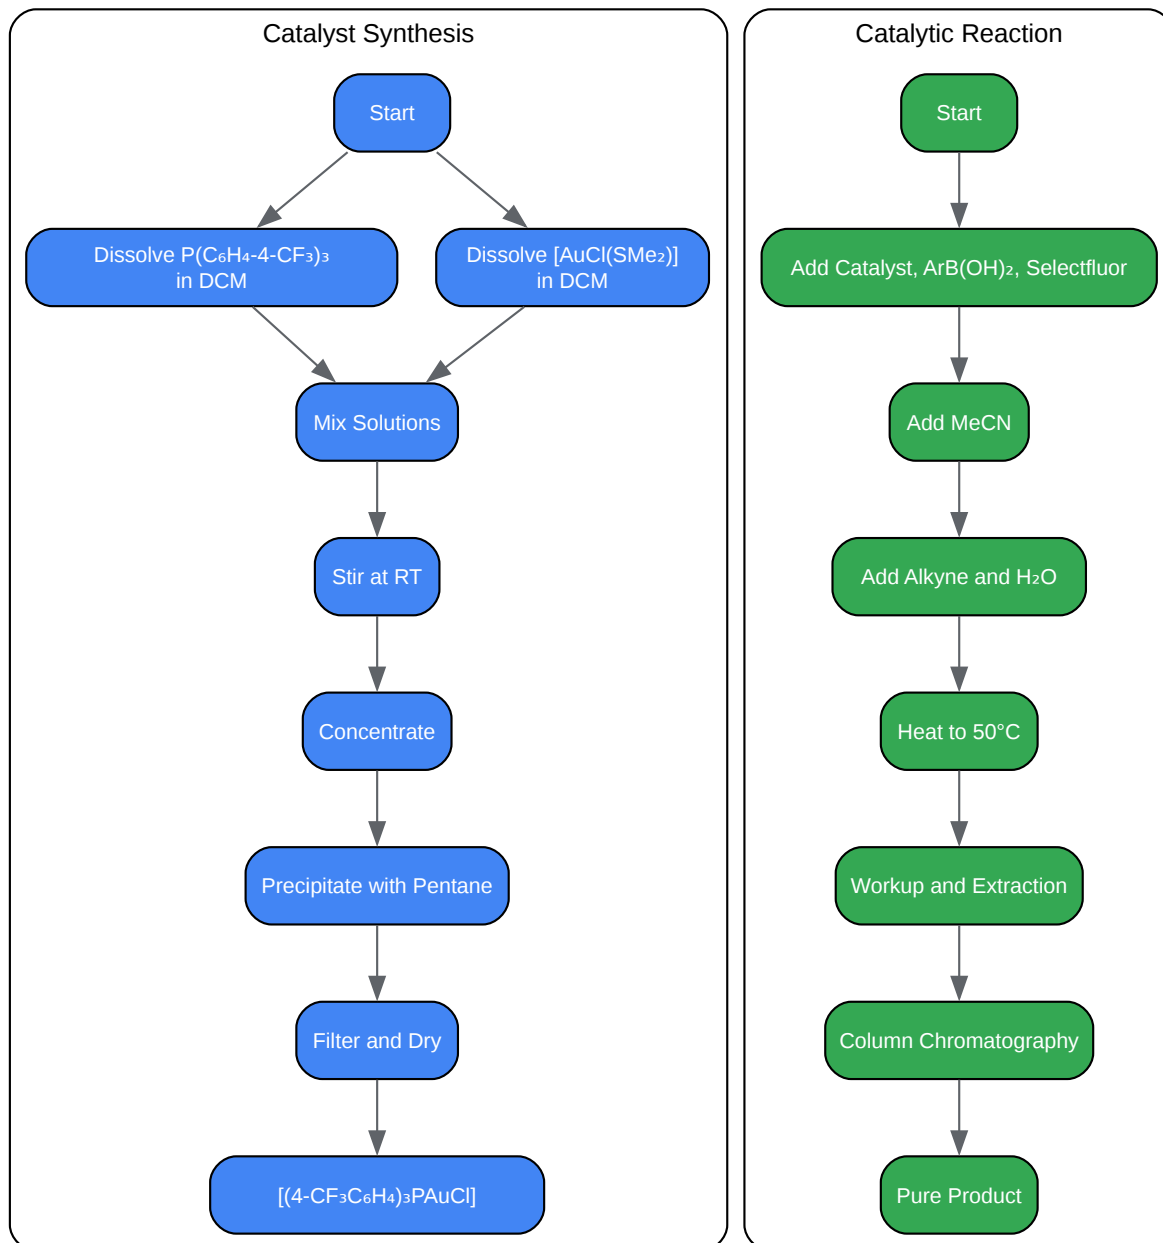 Catalyst Synthesis
Start
Dissolve P(C₆H₄-4-CF₃)₃
in DCM
Dissolve [AuCl(SMe₂)]
in DCM
Mix Solutions
Stir at RT
Concentrate
Precipitate with Pentane
Filter and Dry
[(4-CF₃C₆H₄)₃PAuCl]
Catalytic Reaction
Start
Add Catalyst, ArB(OH)₂, Selectfluor
Add MeCN
Add Alkyne and H₂O
Heat to 50°C
Workup and Extraction
Column Chromatography
Pure Product